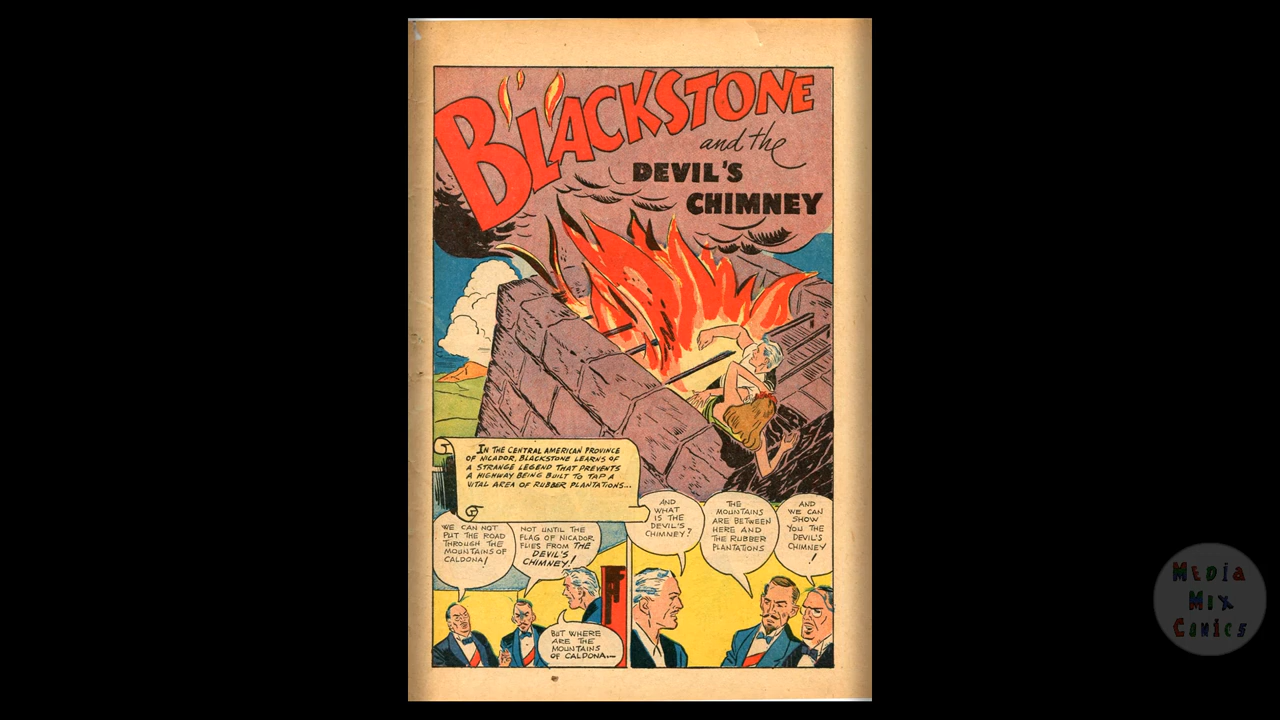 BLACKSTONE
and the
DEVIL'S
CHIMNEY
IN THE CENTRAL AMERICAN PROVINCE
OF NICADOR, BLACKSTONE LEARNS OF
A STRANGE LEGEND THAT PREVENTS
A HIGHWAY BEING BUILT TO TAP A
VITAL AREA OF RUBBER PLANTATIONS...
WE CAN NOT
PUT THE ROAD
THROUGH THE
MOUNTAINS OF
CALDONA!
NOT UNTIL THE
FLAG OF NICADOR
FLIES FROM THE
DEVIL'S
CHIMNEY!
BUT WHERE
ARE THE
MOUNTAINS
OF CALDONA...
AND
WHAT
IS THE
DEVIL'S
CHIMNEY?
THE
MOUNTAINS
ARE BETWEEN
HERE AND
THE RUBBER
PLANTATIONS
AND
WE CAN
SHOW
YOU THE
DEVIL'S
CHIMNEY
!
MeDia
Mix
Comics